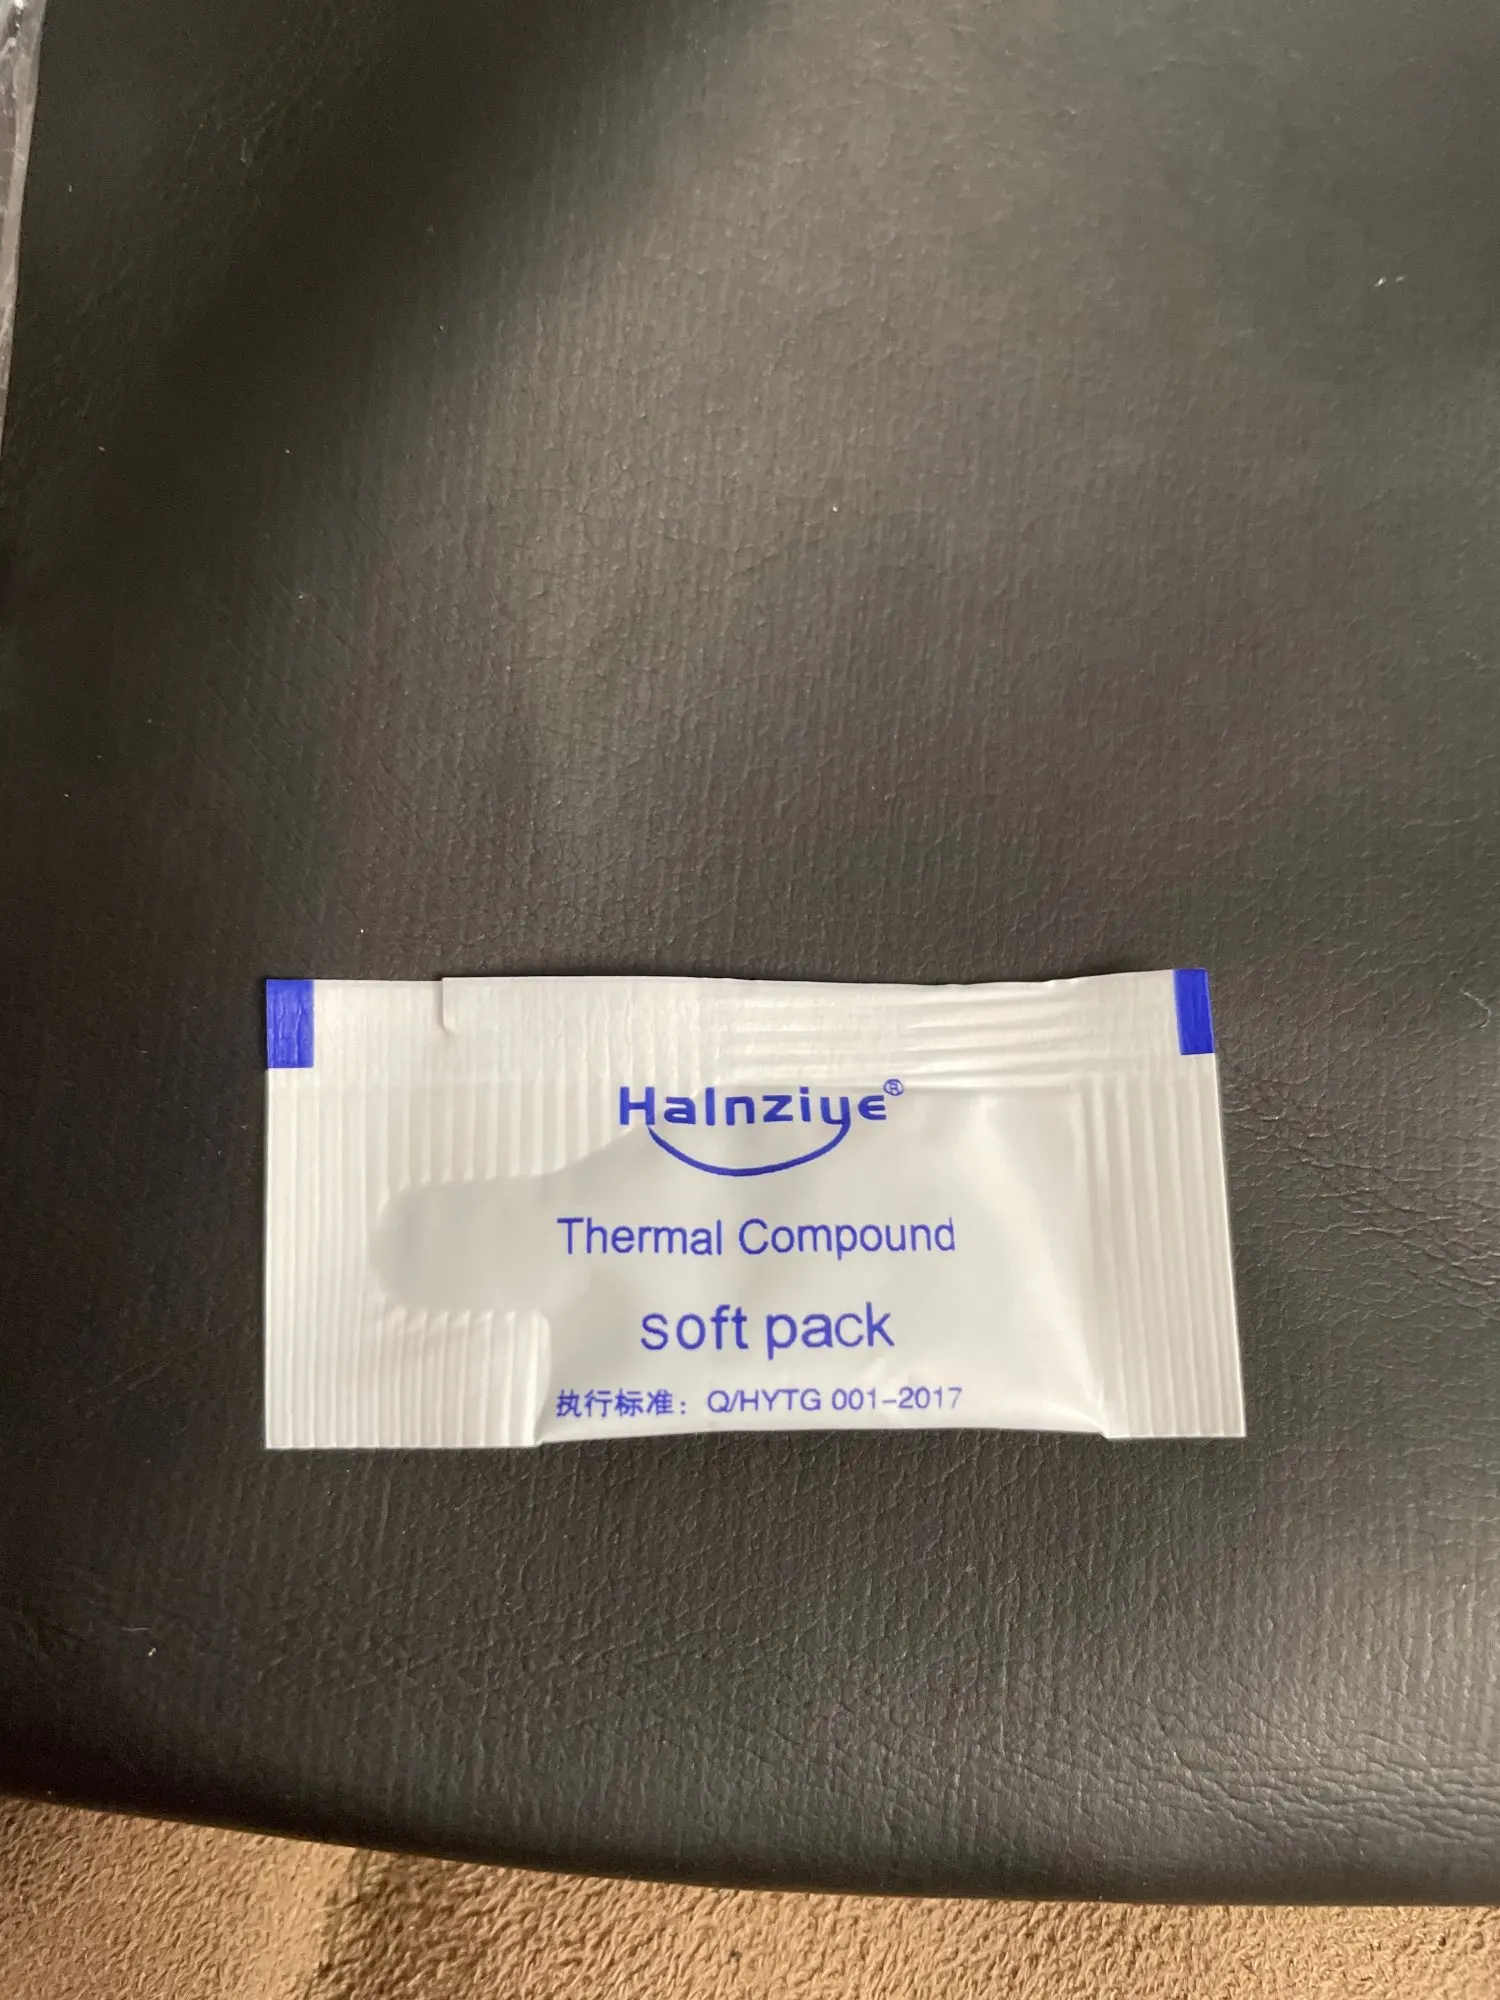 Halnziye®
Thermal Compound
soft pack
执行标准：Q/HYTG 001-2017